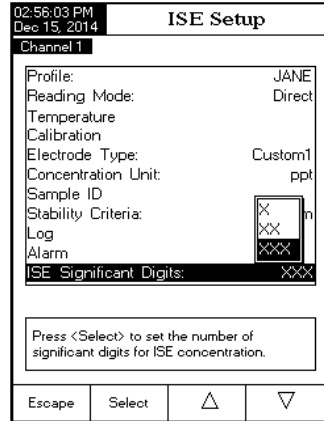 02:56:03 PM
Dec 15, 2014
ISE Setup
Channel 1
Profile: JANE
Reading Mode: Direct
Temperature
Calibration
Electrode Type: Custom1
Concentration Unit: ppt
Sample ID
Stability Criteria:
Log
Alarm
X
XX
XXX
ISE Significant Digits: XXX
Press <Select> to set the number of
significant digits for ISE concentration.
Escape Select